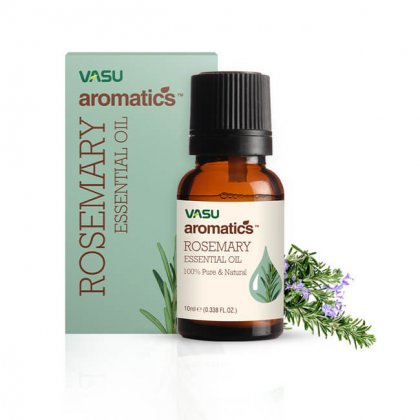 VASU
aromatics™
ROSEMARY
ESSENTIAL OIL
VASU
aromatics™
ROSEMARY
ESSENTIAL OIL
100% Pure & Natural
10ml ℮ (0.338 FL.OZ.)